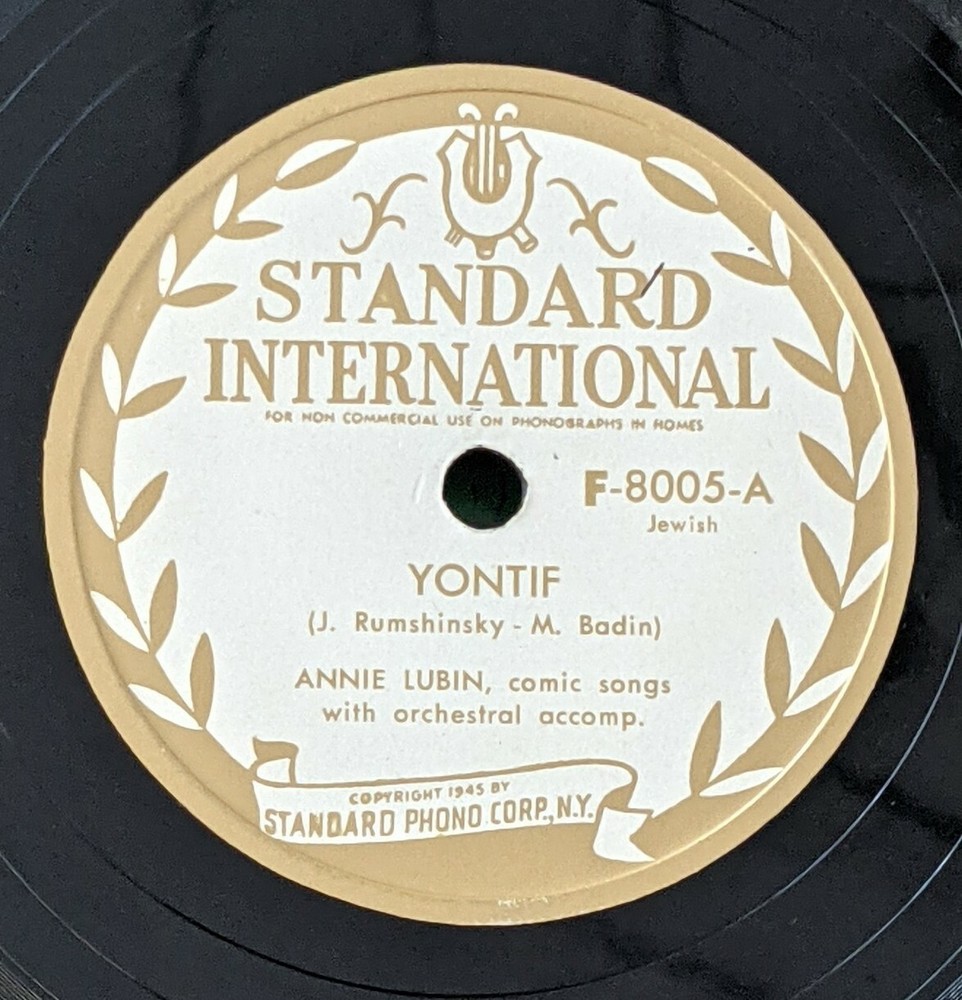 STANDARD
INTERNATIONAL
FOR NON COMMERCIAL USE ON PHONOGRAPHS IN HOMES
F-8005-A
Jewish
YONTIF
(J. Rumshinsky - M. Badin)
ANNIE LUBIN, comic songs
with orchestral accomp.
COPYRIGHT 1945 BY
STANDARD PHONO CORP., N.Y.